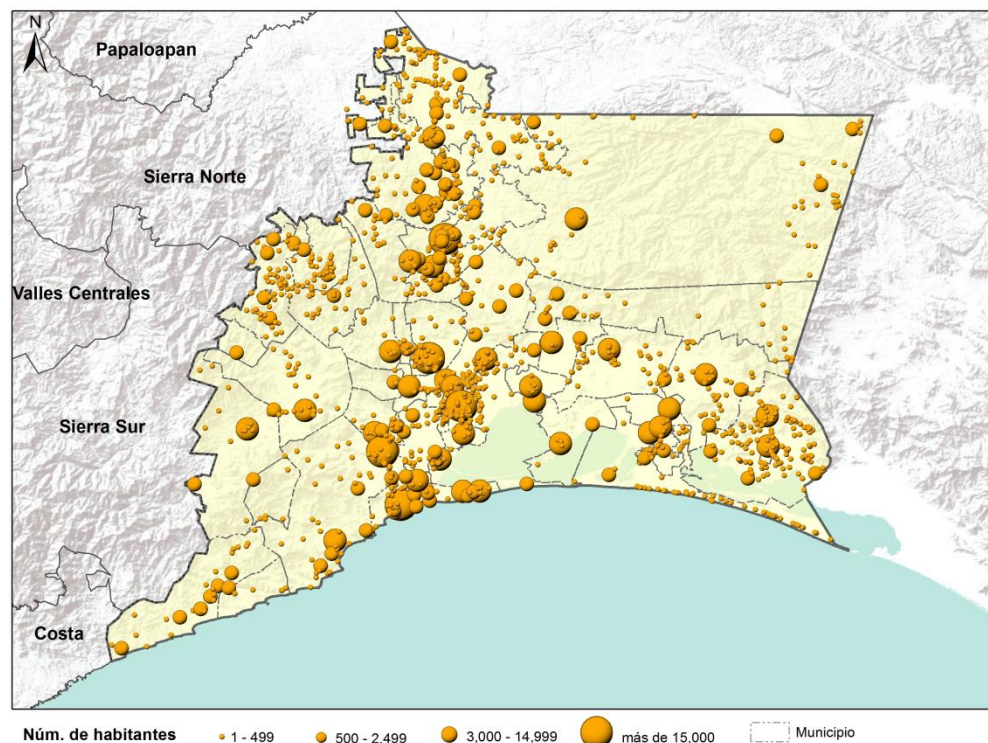 N
Papaloapan
Sierra Norte
Valles Centrales
Sierra Sur
Costa
Núm. de habitantes
1 - 499
500 - 2,499
3,000 - 14,999
más de 15,000
Municipio